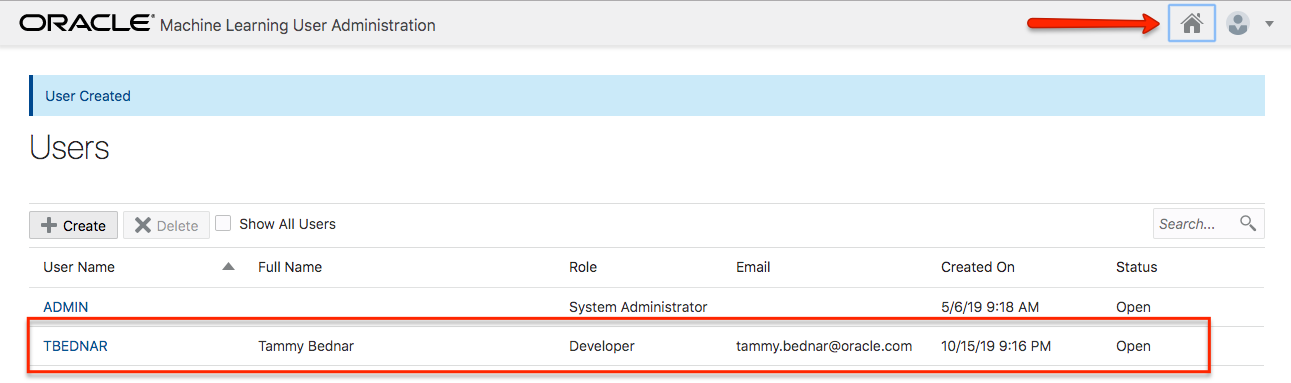 ORACLE® Machine Learning User Administration
User Created
Users
Create Delete Show All Users Search...
User Name Full Name Role Email Created On Status
ADMIN System Administrator 5/6/19 9:18 AM Open
TBEDNAR Tammy Bednar Developer tammy.bednar@oracle.com 10/15/19 9:16 PM Open